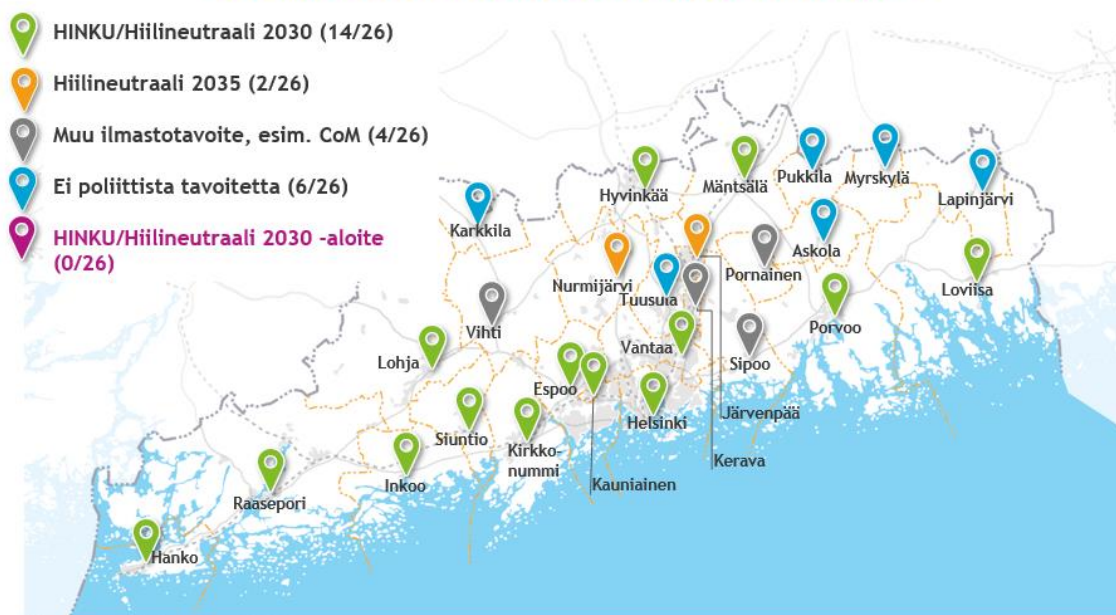 HINKU/Hiilineutraali 2030 (14/26)
Hiilineutraali 2035 (2/26)
Muu ilmastotavoite, esim. CoM (4/26)
Ei poliittista tavoitetta (6/26)
HINKU/Hiilineutraali 2030 -aloite
(0/26)
Hyvinkää
Mäntsälä
Pukkila
Myrskylä
Lapinjärvi
Karkkila
Askola
Nurmijärvi
Pornainen
Tuusula
Loviisa
Vihti
Porvoo
Lohja
Vantaa
Sipoo
Espoo
Helsinki
Järvenpää
Siuntio
Kirkko-
nummi
Kerava
Inkoo
Kauniainen
Raasepori
Hanko